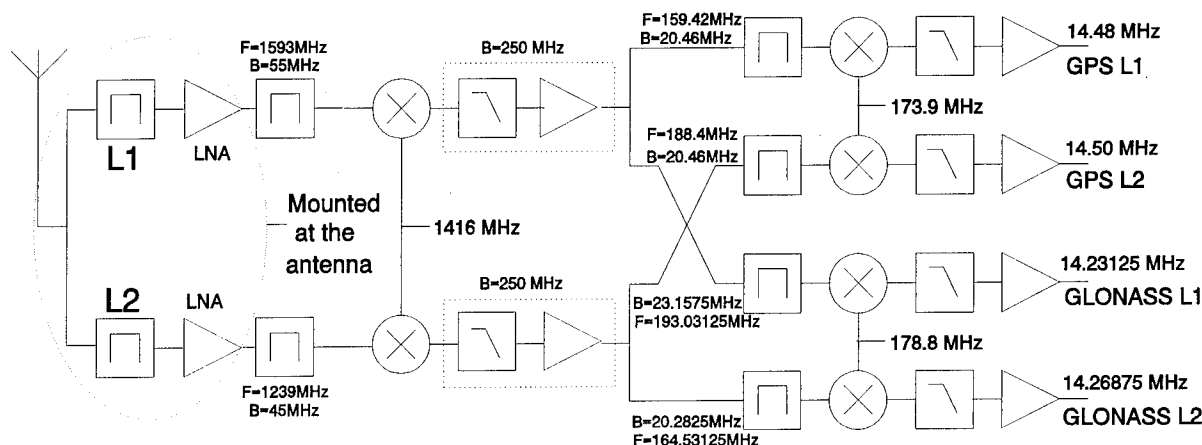 F=1593MHz
B=55MHz
L1
LNA
Mounted
at the
antenna
L2
LNA
F=1239MHz
B=45MHz
1416 MHz
B=250 MHz
B=250 MHz
F=159.42MHz
B=20.46MHz
14.48 MHz
GPS L1
173.9 MHz
F=188.4MHz
B=20.46MHz
14.50 MHz
GPS L2
B=23.1575MHz
F=193.03125MHz
14.23125 MHz
GLONASS L1
178.8 MHz
B=20.2825MHz
F=164.53125MHz
14.26875 MHz
GLONASS L2